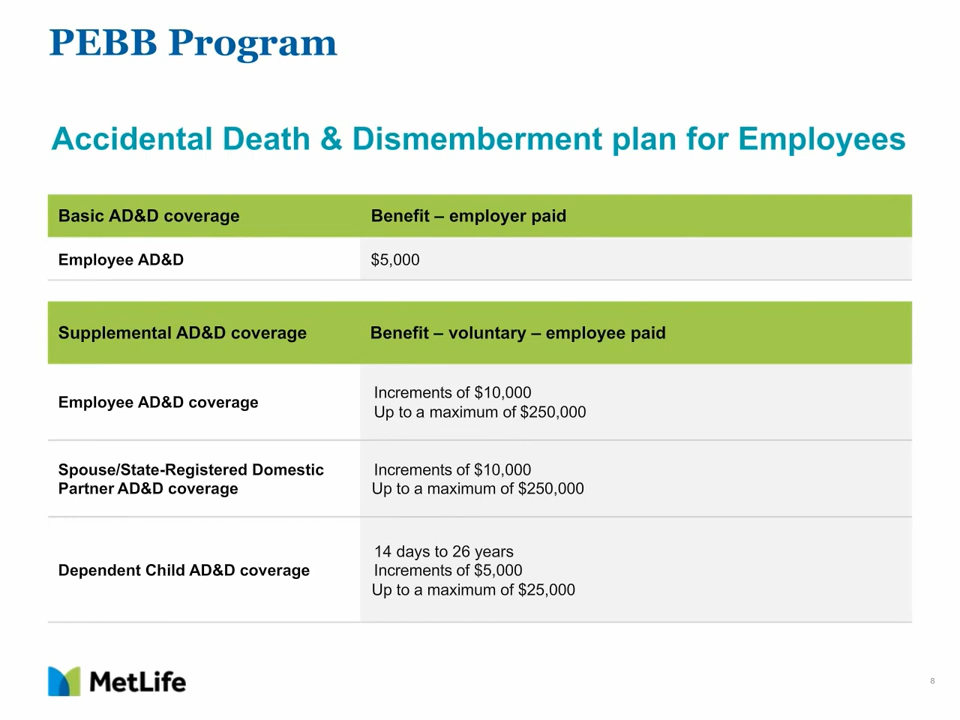 PEBB Program
Accidental Death & Dismemberment plan for Employees
Basic AD&D coverage Benefit – employer paid
Employee AD&D $5,000
Supplemental AD&D coverage Benefit – voluntary – employee paid
Employee AD&D coverage
Increments of $10,000
Up to a maximum of $250,000
Spouse/State-Registered Domestic
Partner AD&D coverage
Increments of $10,000
Up to a maximum of $250,000
Dependent Child AD&D coverage
14 days to 26 years
Increments of $5,000
Up to a maximum of $25,000
MetLife
8